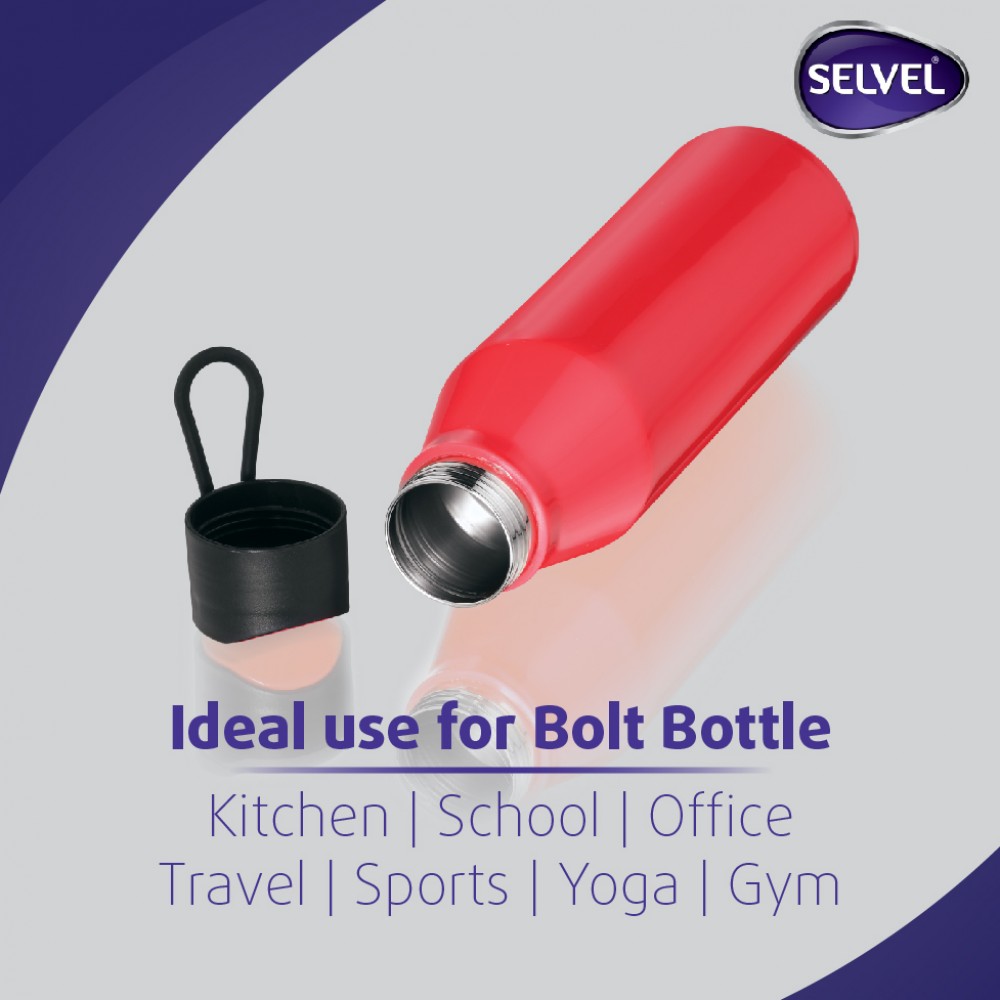 SELVEL®
Ideal use for Bolt Bottle
Kitchen | School | Office
Travel | Sports | Yoga | Gym